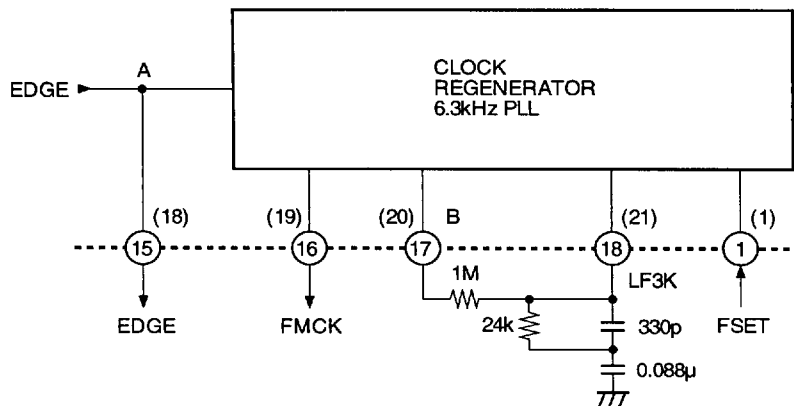 A
EDGE
CLOCK
REGENERATOR
6.3kHz PLL
(18)
(19)
(20)
B
(21)
(1)
15
16
17
18
1
1M
LF3K
EDGE
FMCK
24k
330p
FSET
0.088µ